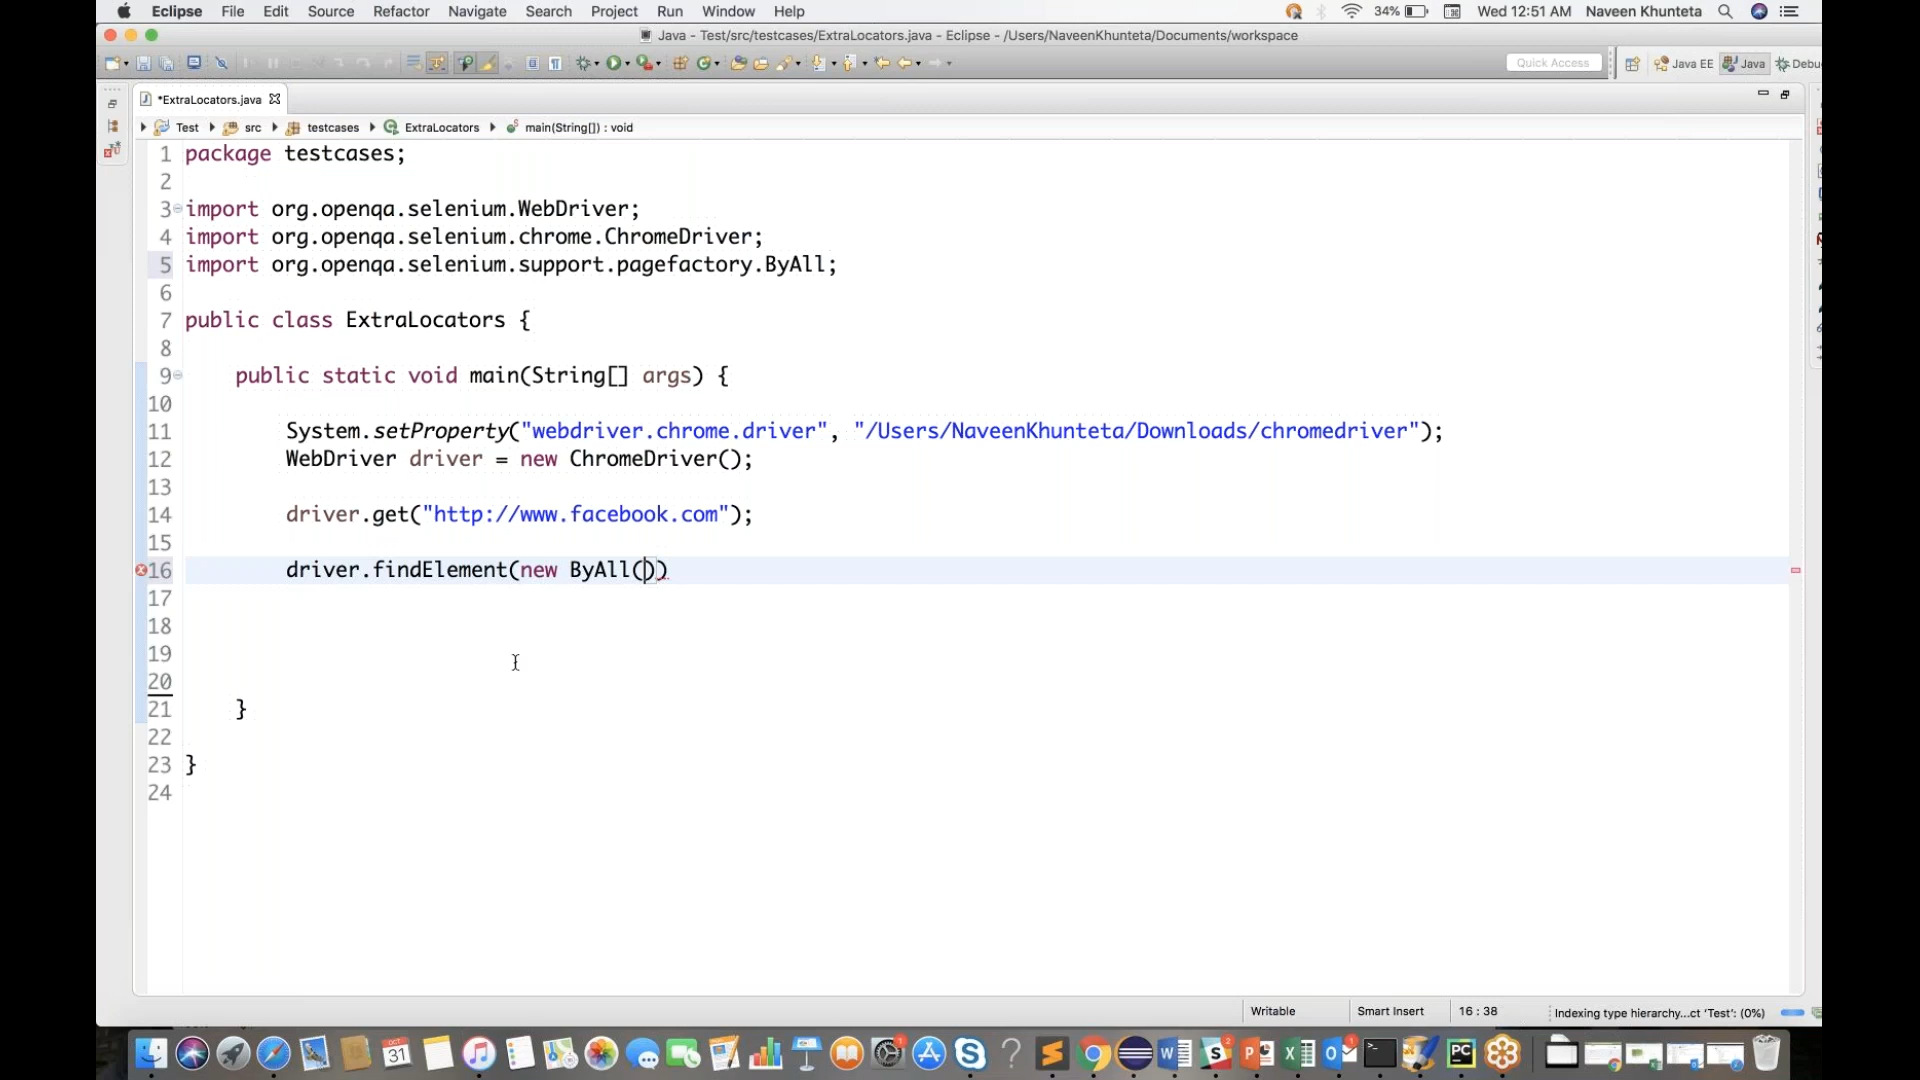 Eclipse File Edit Source Refactor Navigate Search Project Run Window Help 34% Wed 12:51 AM Naveen Khunteta
Java - Test/src/testcases/ExtraLocators.java - Eclipse - /Users/NaveenKhunteta/Documents/workspace
Quick Access Java EE Java Debu
*ExtraLocators.java
Test src testcases ExtraLocators main(String[]) : void
1 package testcases;
2
3 import org.openqa.selenium.WebDriver;
4 import org.openqa.selenium.chrome.ChromeDriver;
5 import org.openqa.selenium.support.pagefactory.ByAll;
6
7 public class ExtraLocators {
8
9 public static void main(String[] args) {
10
11 System.setProperty("webdriver.chrome.driver", "/Users/NaveenKhunteta/Downloads/chromedriver");
12 WebDriver driver = new ChromeDriver();
13
14 driver.get("http://www.facebook.com");
15
16 driver.findElement(new ByAll())
17
18
19
20
21 }
22
23 }
24
Writable Smart Insert 16 : 38 Indexing type hierarchy...ct 'Test': (0%)
OCT
31
PC